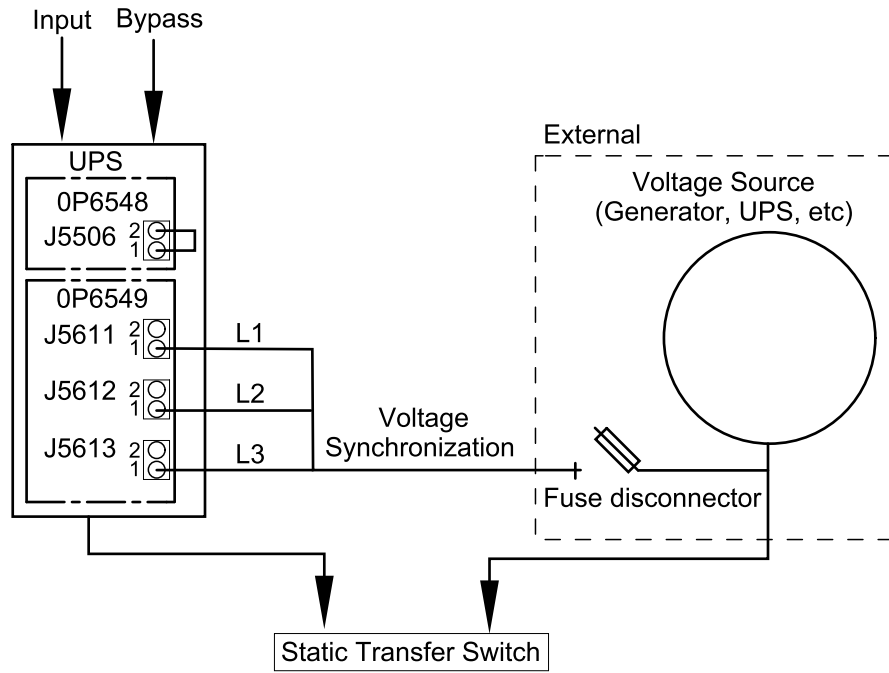 Input
Bypass
External
UPS
Voltage Source
(Generator, UPS, etc)
0P6548
J5506
2
1
0P6549
J5611
2
1
L1
J5612
2
1
L2
J5613
2
1
L3
Voltage
Synchronization
Fuse disconnector
Static Transfer Switch